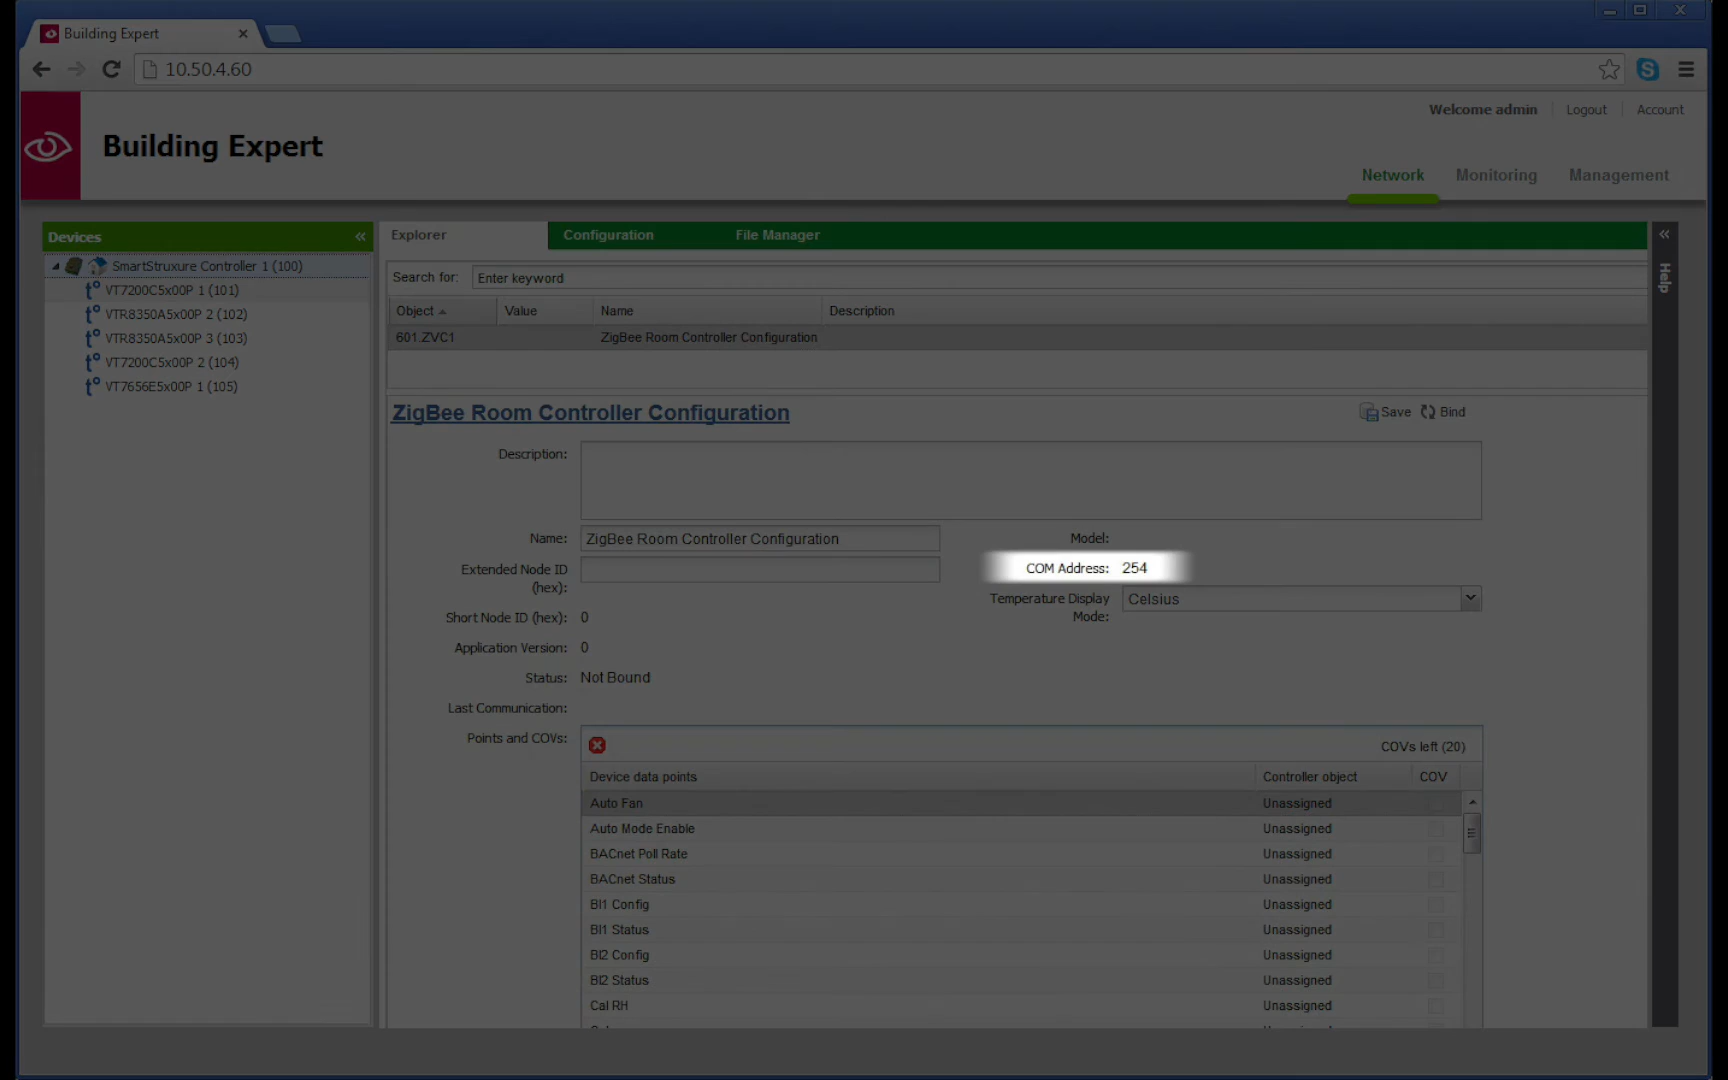 Building Expert
10.50.4.60
Welcome admin
Logout
Account
Building Expert
Network
Monitoring
Management
Devices
SmartStruxure Controller 1 (100)
VT7200C5x00P 1 (101)
VTR8350A5x00P 2 (102)
VTR8350A5x00P 3 (103)
VT7200C5x00P 2 (104)
VT7656E5x00P 1 (105)
Explorer
Configuration
File Manager
Help
Search for:
Enter keyword
Object
Value
Name
Description
601.ZVC1
ZigBee Room Controller Configuration
ZigBee Room Controller Configuration
Save
Bind
Description:
Name:
ZigBee Room Controller Configuration
Model:
Extended Node ID
(hex):
COM Address: 254
Temperature Display
Mode:
Celsius
Short Node ID (hex): 0
Application Version: 0
Status: Not Bound
Last Communication:
Points and COVs:
COVs left (20)
Device data points
Controller object
COV
Auto Fan
Unassigned
Auto Mode Enable
Unassigned
BACnet Poll Rate
Unassigned
BACnet Status
Unassigned
BI1 Config
Unassigned
BI1 Status
Unassigned
BI2 Config
Unassigned
BI2 Status
Unassigned
Cal RH
Unassigned